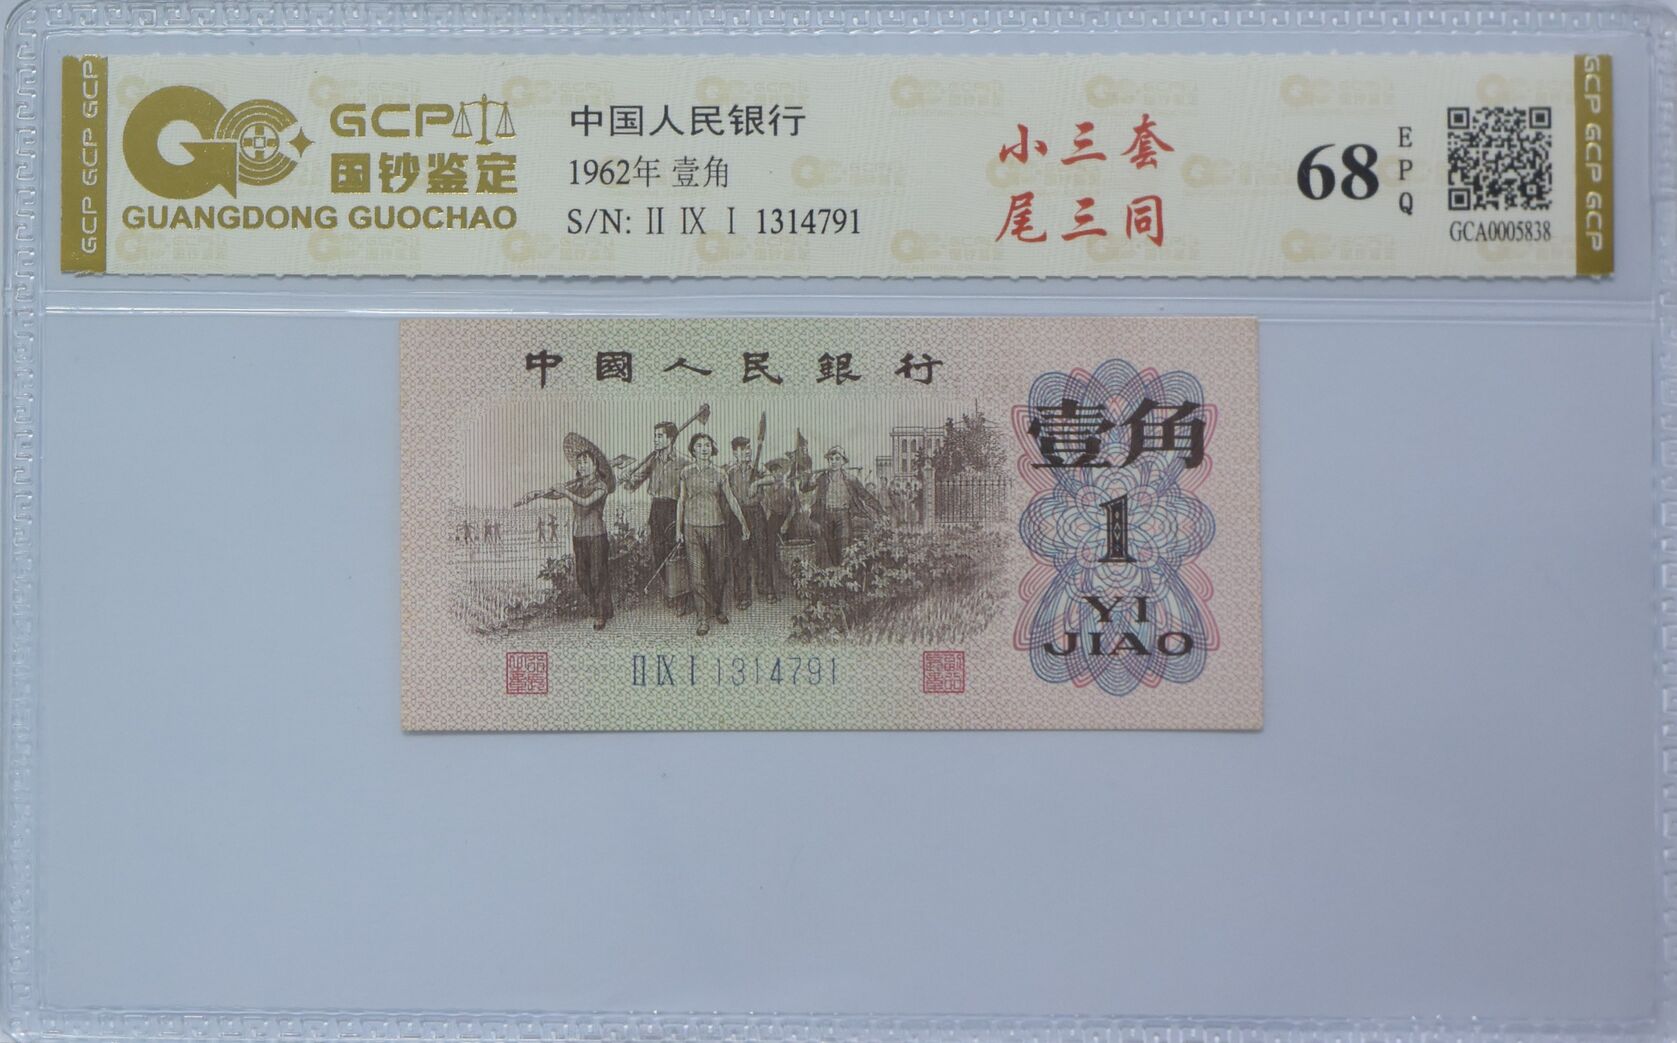 GCP GCP GCP
GCP
国钞鉴定
GUANGDONG GUOCHAO
中国人民银行
1962年 壹角
S/N: Ⅱ Ⅸ Ⅰ 1314791
小三套
尾三同
68
EPQ
GCA0005838
GCP GCP GCP
中國人民銀行
壹角
1
YI
JIAO
Ⅱ Ⅸ Ⅰ 1314791